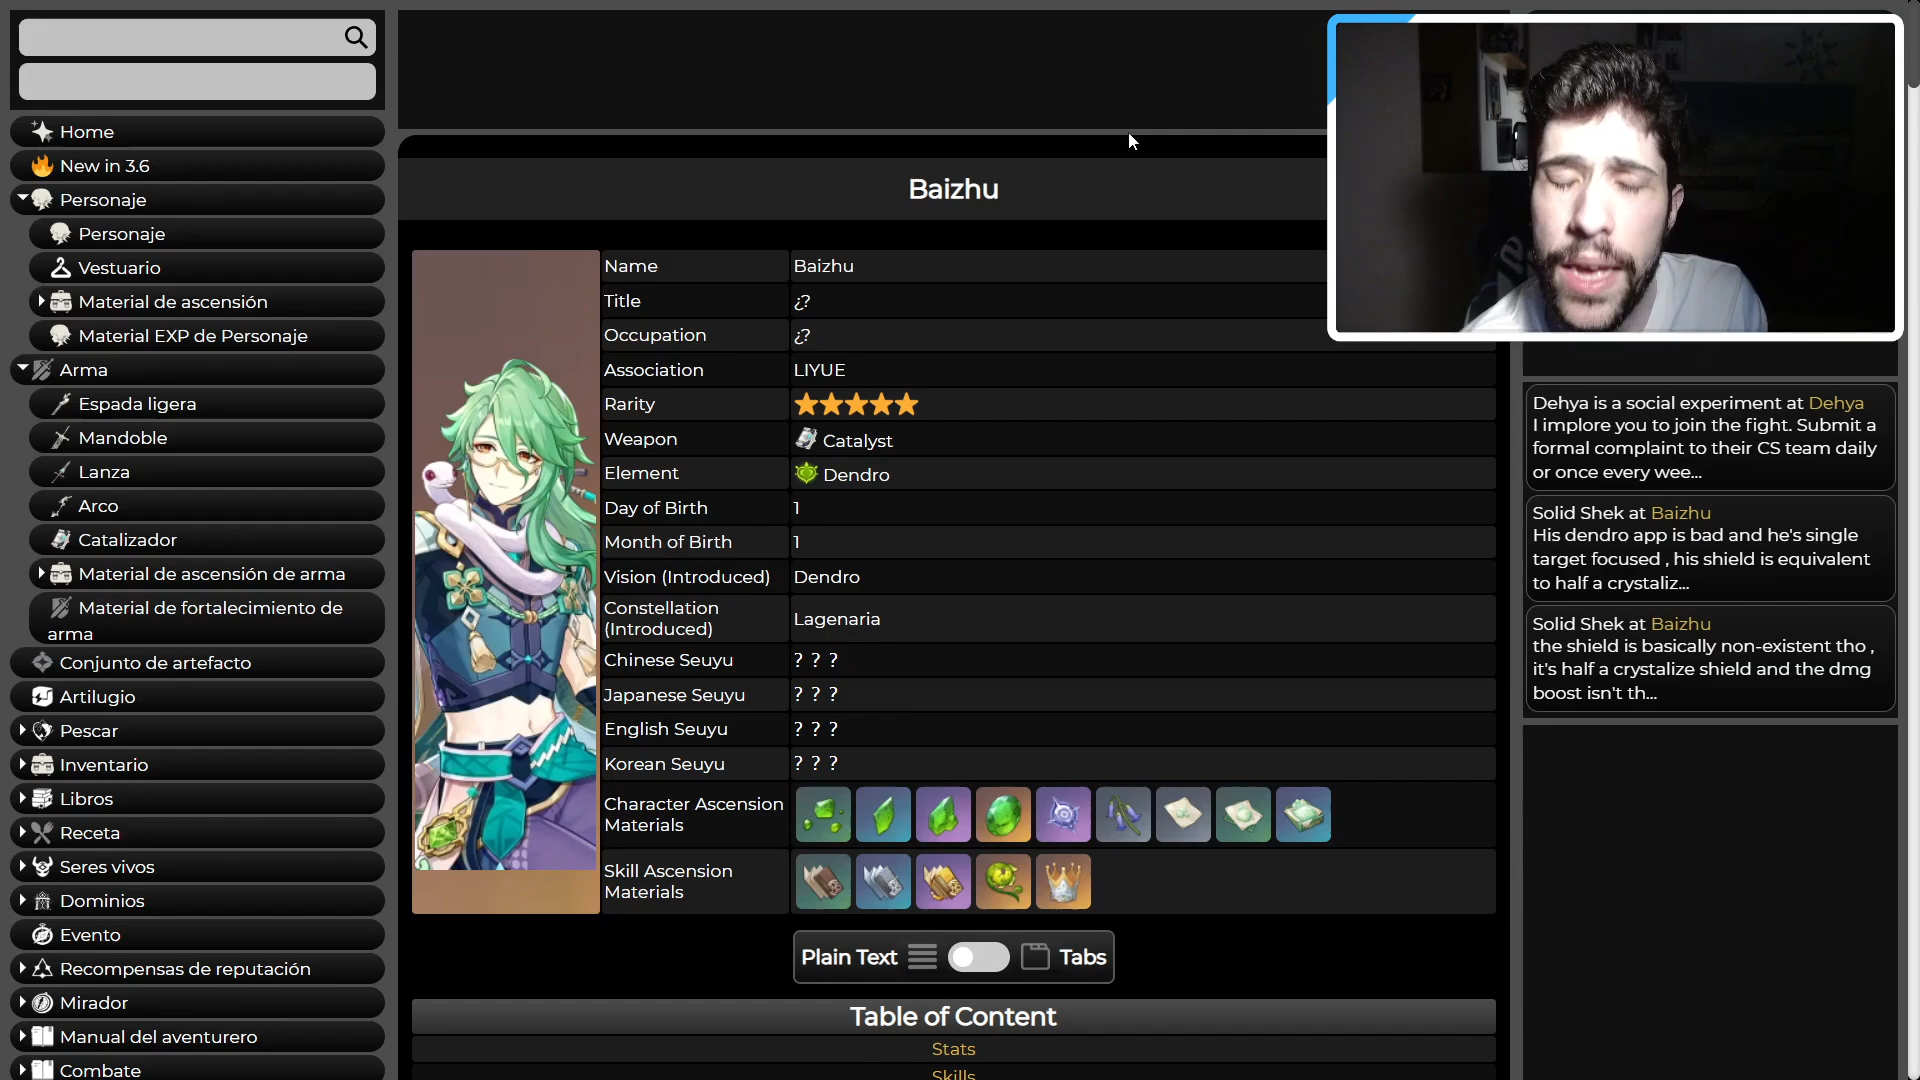 Home
New in 3.6
Personaje
Personaje
Vestuario
Material de ascensión
Material EXP de Personaje
Arma
Espada ligera
Mandoble
Lanza
Arco
Catalizador
Material de ascensión de arma
Material de fortalecimiento de
arma
Conjunto de artefacto
Artilugio
Pescar
Inventario
Libros
Receta
Seres vivos
Dominios
Evento
Recompensas de reputación
Mirador
Manual del aventurero
Combate
Baizhu
Name Baizhu
Title ¿?
Occupation ¿?
Association LIYUE
Rarity
Weapon Catalyst
Element Dendro
Day of Birth 1
Month of Birth 1
Vision (Introduced) Dendro
Constellation
(Introduced) Lagenaria
Chinese Seuyu ? ? ?
Japanese Seuyu ? ? ?
English Seuyu ? ? ?
Korean Seuyu ? ? ?
Character Ascension
Materials
Skill Ascension
Materials
Plain Text Tabs
Table of Content
Stats
Skills
Dehya is a social experiment at Dehya
I implore you to join the fight. Submit a
formal complaint to their CS team daily
or once every wee...
Solid Shek at Baizhu
His dendro app is bad and he's single
target focused , his shield is equivalent
to half a crystaliz...
Solid Shek at Baizhu
the shield is basically non-existent tho ,
it's half a crystalize shield and the dmg
boost isn't th...